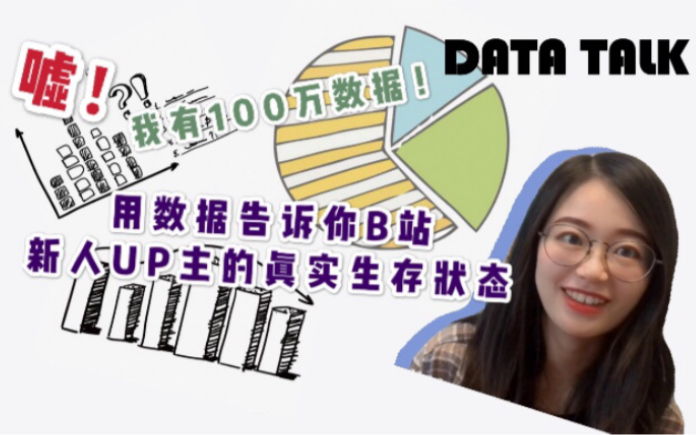 DATA TALK
嘘！
?!
我有100万数据！
用数据告诉你B站
新人UP主的真实生存状态